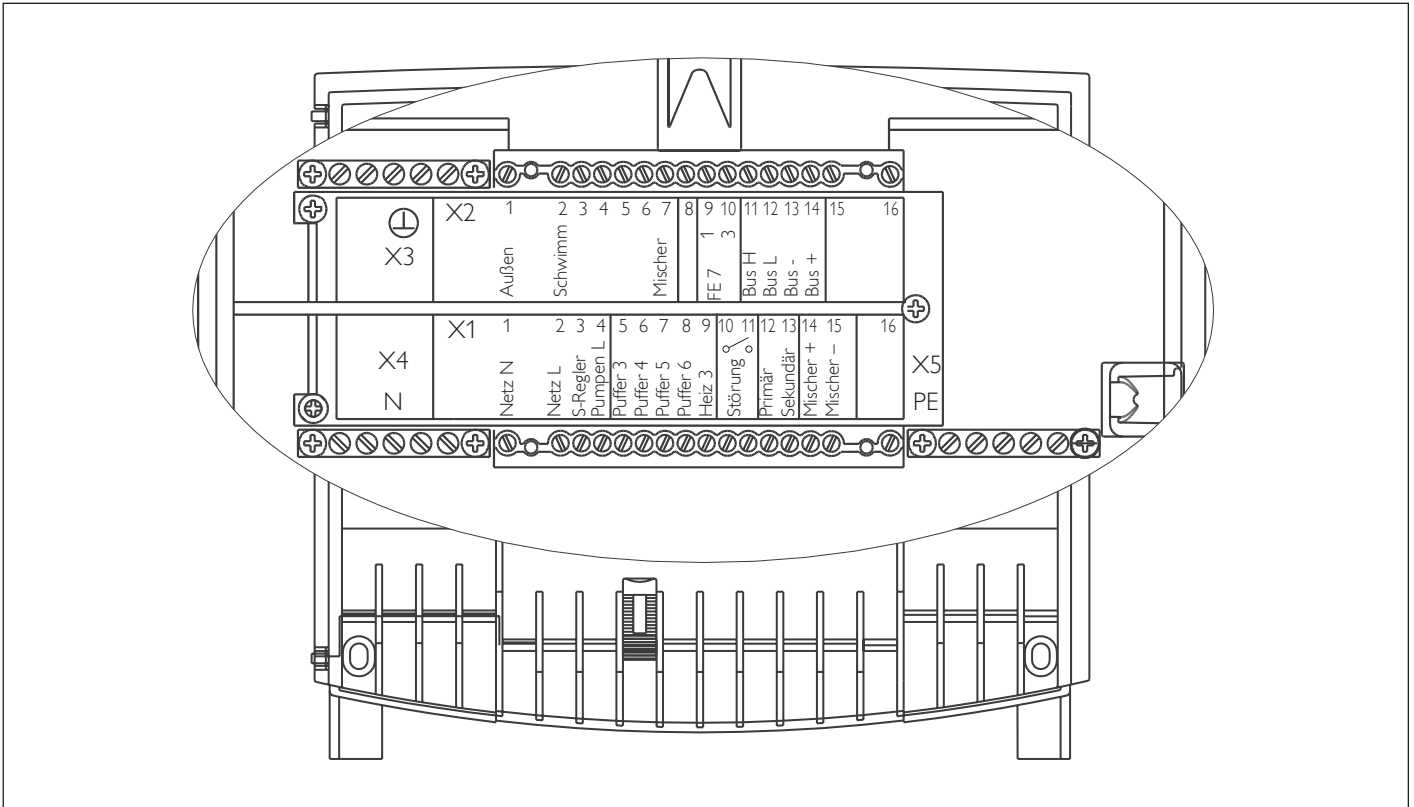 X2 1 2 3 4 5 6 7 8 9 10 11 12 13 14 15 16
X3
Außen
Schwimm
Mischer
FE 7 1 3
Bus H
Bus L
Bus -
Bus +
X1 1 2 3 4 5 6 7 8 9 10 11 12 13 14 15 16
X4
N
Netz N
Netz L
S-Regler
Pumpen L
Puffer 3
Puffer 4
Puffer 5
Puffer 6
Heiz 3
Störung
Primär
Sekundär
Mischer +
Mischer –
X5
PE